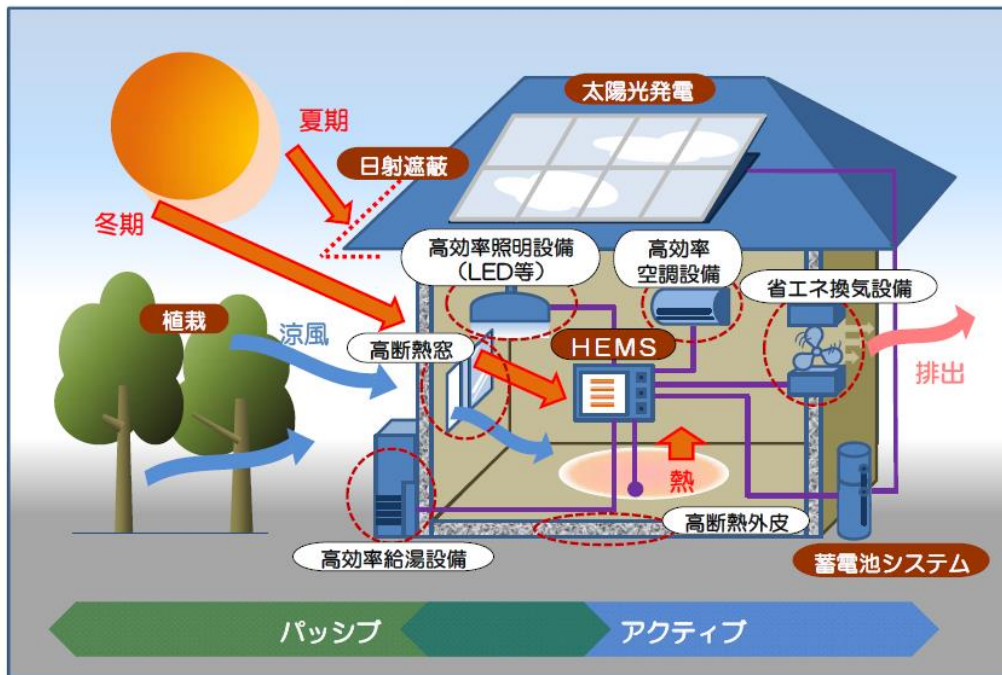 太陽光発電
夏期
日射遮蔽
冬期
高効率照明設備
（LED等）
高効率
空調設備
省エネ換気設備
植栽
涼風
高断熱窓
HEMS
排出
熱
高断熱外皮
高効率給湯設備
蓄電池システム
パッシブ
アクティブ